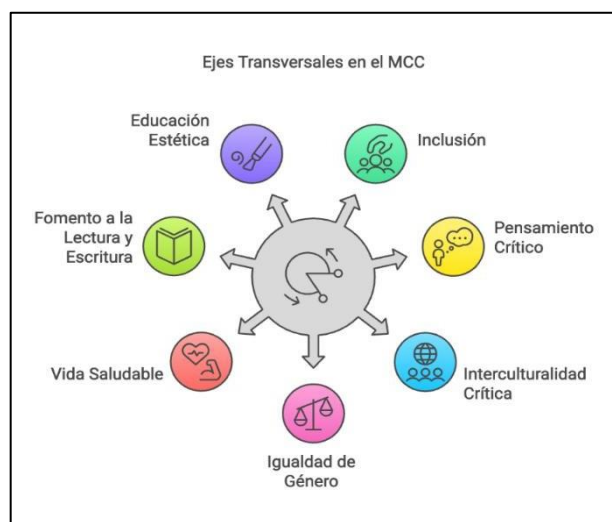 Ejes Transversales en el MCC
Educación
Estética
Inclusión
Fomento a la
Lectura y
Escritura
Pensamiento
Crítico
Vida Saludable
Interculturalidad
Crítica
Igualdad de
Género